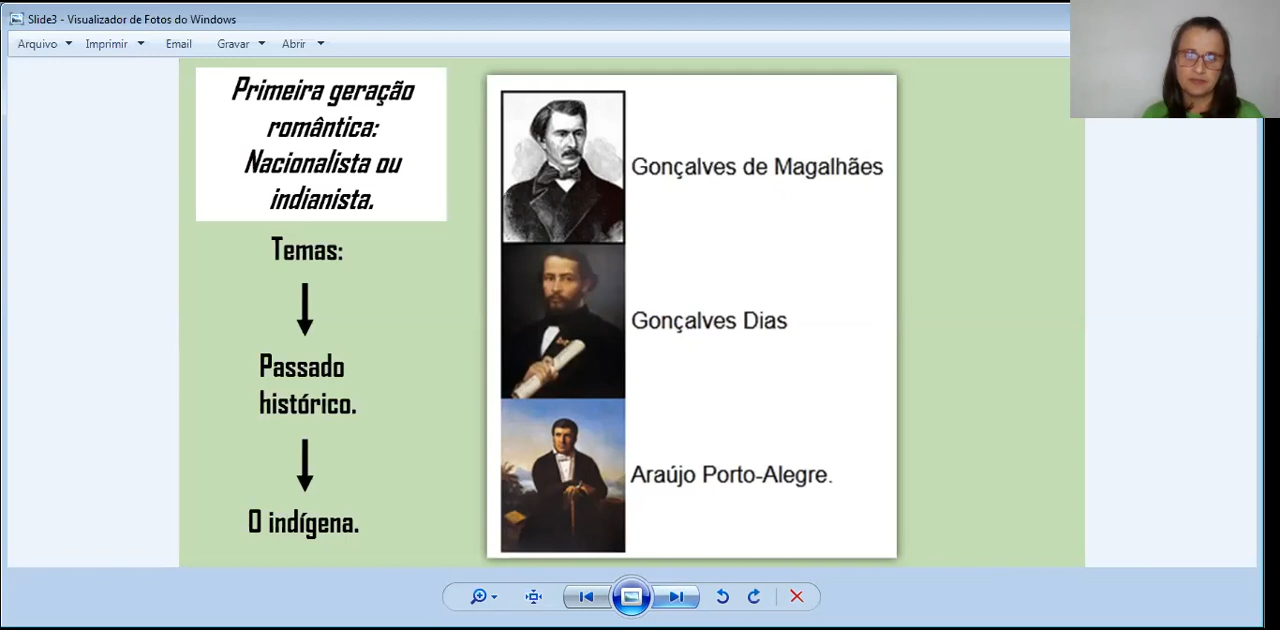 Slide3 - Visualizador de Fotos do Windows
Arquivo Imprimir Email Gravar Abrir
Primeira geração
romântica:
Nacionalista ou
indianista.
Temas:
Passado
histórico.
O indígena.
Gonçalves de Magalhães
Gonçalves Dias
Araújo Porto-Alegre.